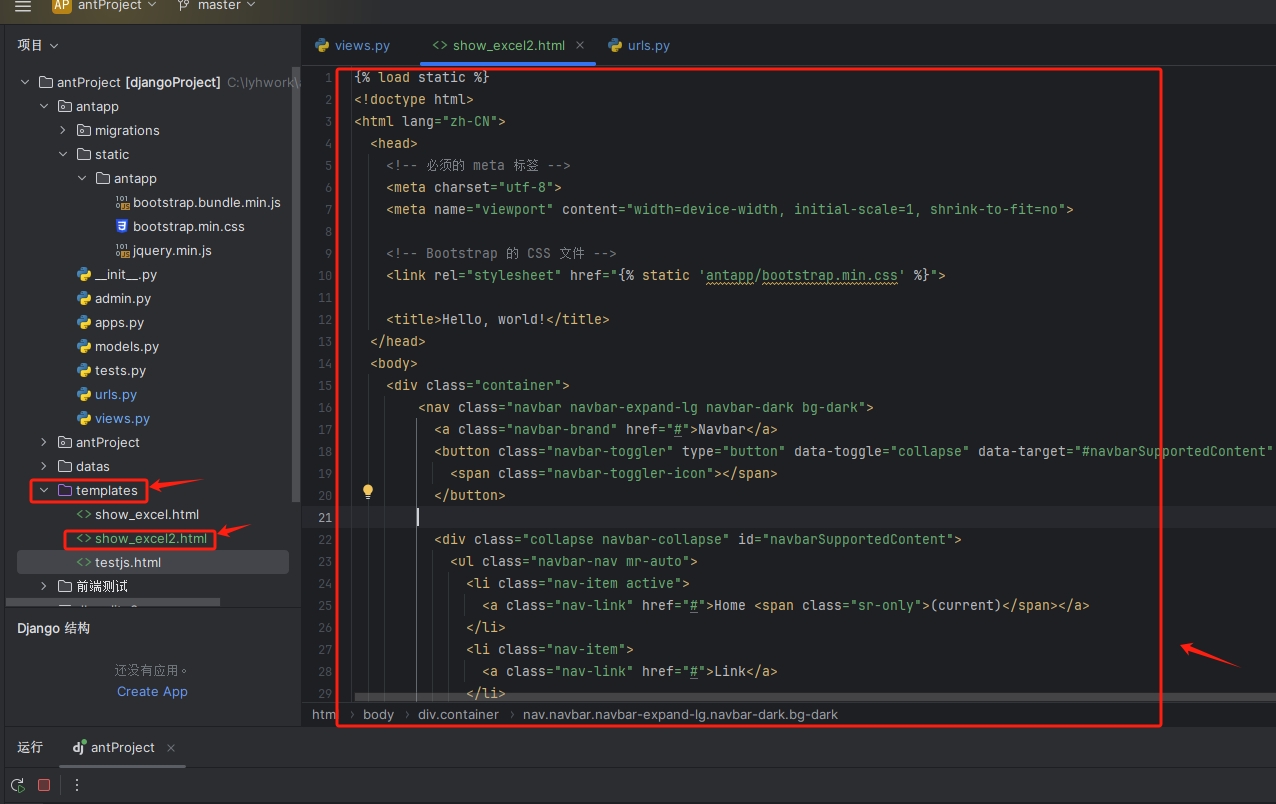 AP antProject master
项目
views.py show_excel2.html urls.py
antProject [djangoProject] C:\lyhwork\
antapp
migrations
static
antapp
bootstrap.bundle.min.js
bootstrap.min.css
jquery.min.js
__init__.py
admin.py
apps.py
models.py
tests.py
urls.py
views.py
antProject
datas
templates
show_excel.html
show_excel2.html
testjs.html
前端测试
Django 结构
还没有应用。
Create App
1 {% load static %}
2 <!doctype html>
3 <html lang="zh-CN">
4 <head>
5 <!-- 必须的 meta 标签 -->
6 <meta charset="utf-8">
7 <meta name="viewport" content="width=device-width, initial-scale=1, shrink-to-fit=no">
8
9 <!-- Bootstrap 的 CSS 文件 -->
10 <link rel="stylesheet" href="{% static 'antapp/bootstrap.min.css' %}">
11
12 <title>Hello, world!</title>
13 </head>
14 <body>
15 <div class="container">
16 <nav class="navbar navbar-expand-lg navbar-dark bg-dark">
17 <a class="navbar-brand" href="#">Navbar</a>
18 <button class="navbar-toggler" type="button" data-toggle="collapse" data-target="#navbarSupportedContent"
19 <span class="navbar-toggler-icon"></span>
20 </button>
21
22 <div class="collapse navbar-collapse" id="navbarSupportedContent">
23 <ul class="navbar-nav mr-auto">
24 <li class="nav-item active">
25 <a class="nav-link" href="#">Home <span class="sr-only">(current)</span></a>
26 </li>
27 <li class="nav-item">
28 <a class="nav-link" href="#">Link</a>
29 </li>
htm body div.container nav.navbar.navbar-expand-lg.navbar-dark.bg-dark
运行 dj antProject